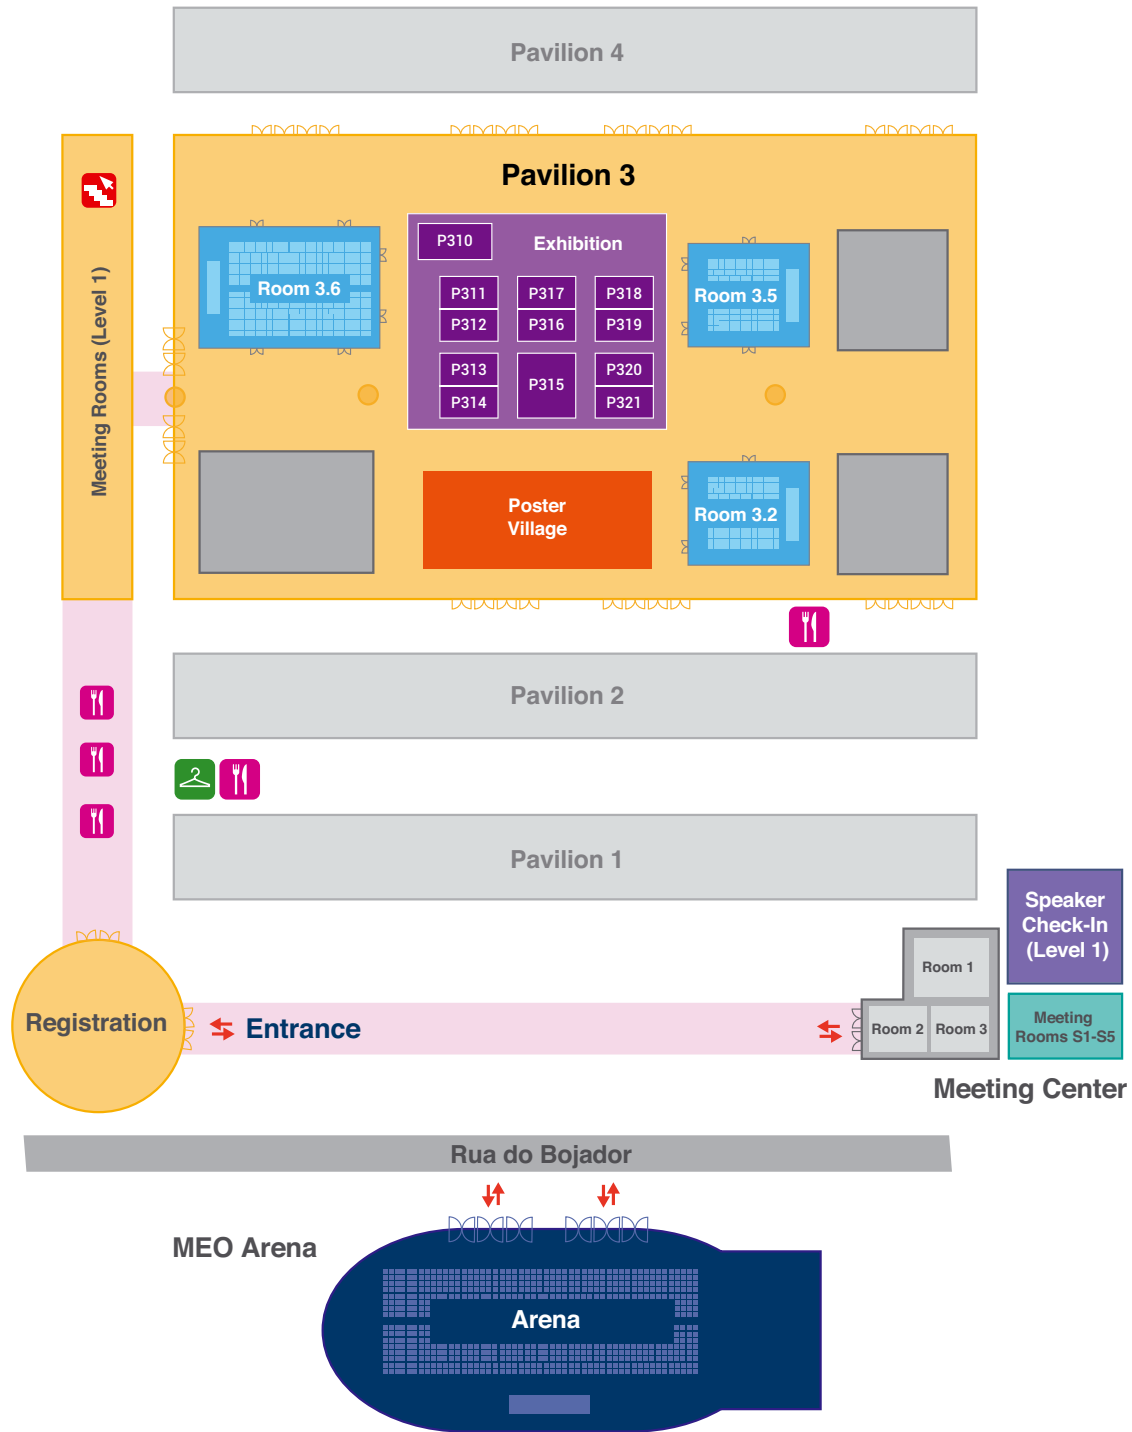 Pavilion 4
Pavilion 3
Meeting Rooms (Level 1)
Room 3.6
Exhibition
P310
P311
P312
P313
P314
P317
P316
P315
P318
P319
P320
P321
Room 3.5
Poster
Village
Room 3.2
Pavilion 2
Pavilion 1
Speaker
Check-In
(Level 1)
Room 1
Room 2
Room 3
Meeting
Rooms S1-S5
Meeting Center
Registration
Entrance
Rua do Bojador
MEO Arena
Arena